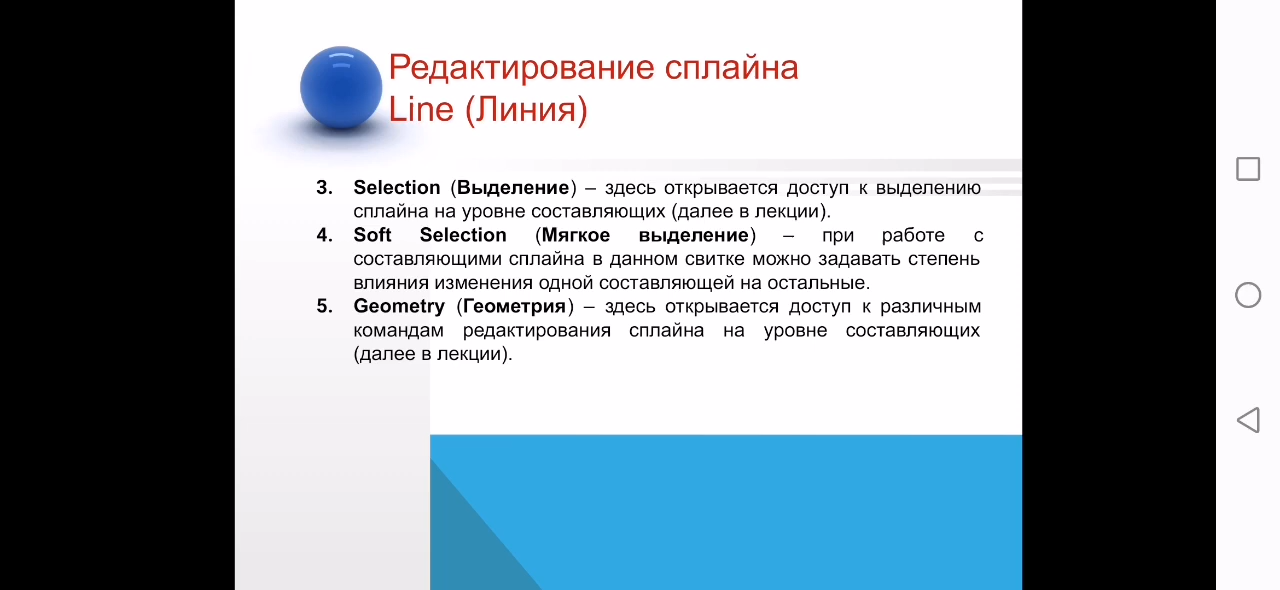 Редактирование сплайна
Line (Линия)
3. Selection (Выделение) – здесь открывается доступ к выделению
сплайна на уровне составляющих (далее в лекции).
4. Soft Selection (Мягкое выделение) – при работе с
составляющими сплайна в данном свитке можно задавать степень
влияния изменения одной составляющей на остальные.
5. Geometry (Геометрия) – здесь открывается доступ к различным
командам редактирования сплайна на уровне составляющих
(далее в лекции).